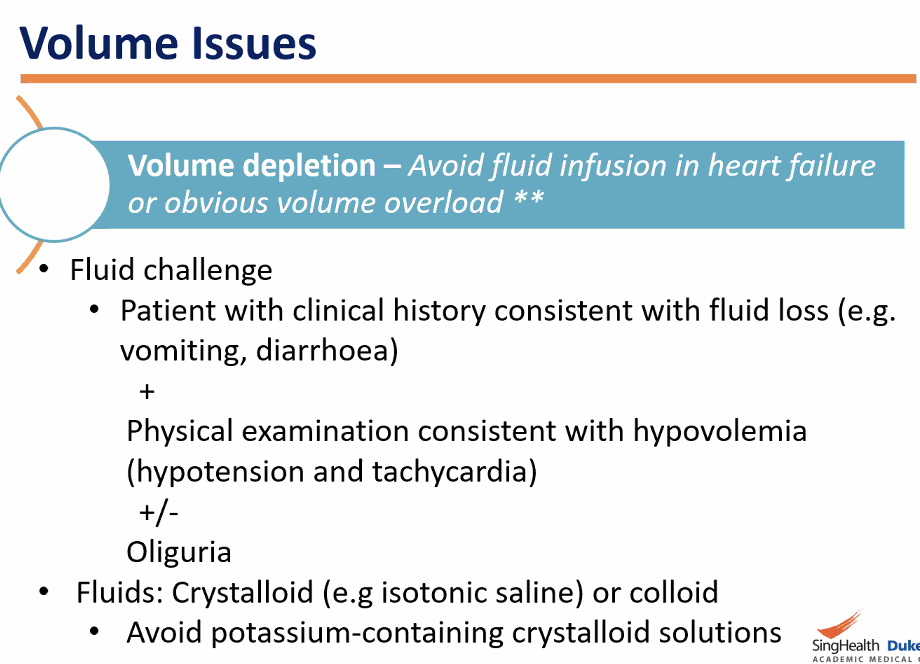 Volume Issues
Volume depletion – Avoid fluid infusion in heart failure
or obvious volume overload **
• Fluid challenge
• Patient with clinical history consistent with fluid loss (e.g.
vomiting, diarrhoea)
+
Physical examination consistent with hypovolemia
(hypotension and tachycardia)
+/-
Oliguria
• Fluids: Crystalloid (e.g isotonic saline) or colloid
• Avoid potassium-containing crystalloid solutions
SingHealth Duke
ACADEMIC MEDICAL